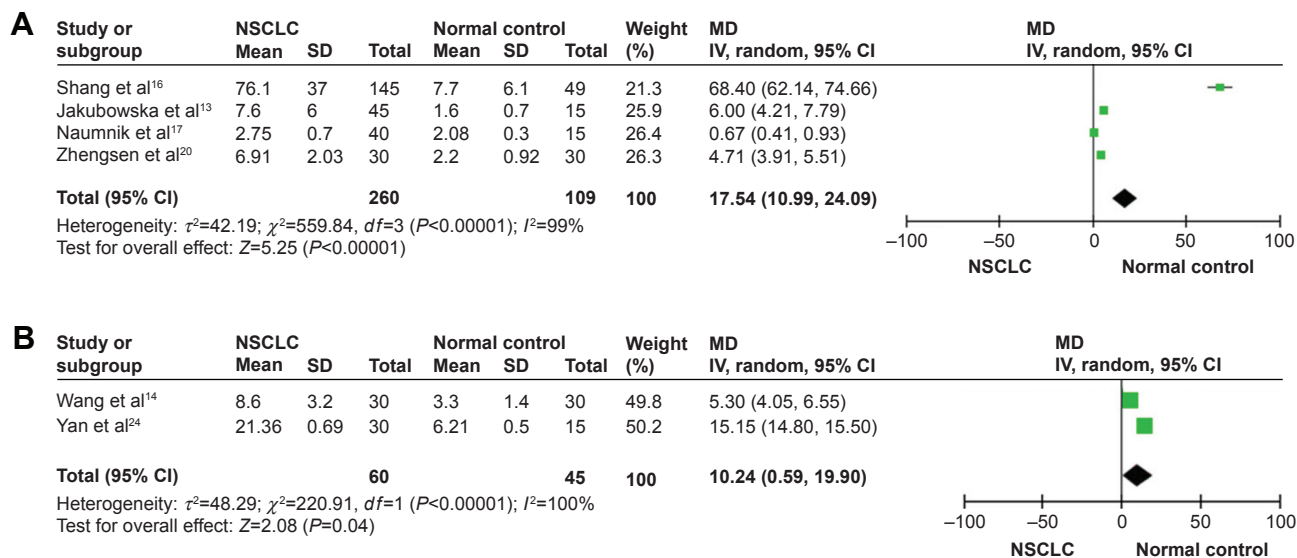 A
Study or subgroup NSCLC Mean SD Total Normal control Mean SD Total Weight (%) MD IV, random, 95% CI MD IV, random, 95% CI
Shang et al16 76.1 37 145 7.7 6.1 49 21.3 68.40 (62.14, 74.66)
Jakubowska et al13 7.6 6 45 1.6 0.7 15 25.9 6.00 (4.21, 7.79)
Naumnik et al17 2.75 0.7 40 2.08 0.3 15 26.4 0.67 (0.41, 0.93)
Zhengsen et al20 6.91 2.03 30 2.2 0.92 30 26.3 4.71 (3.91, 5.51)
Total (95% CI) 260 109 100 17.54 (10.99, 24.09)
Heterogeneity: τ²=42.19; χ²=559.84, df=3 (P<0.00001); I²=99%
Test for overall effect: Z=5.25 (P<0.00001)
–100 –50 0 50 100
NSCLC Normal control
B
Study or subgroup NSCLC Mean SD Total Normal control Mean SD Total Weight (%) MD IV, random, 95% CI MD IV, random, 95% CI
Wang et al14 8.6 3.2 30 3.3 1.4 30 49.8 5.30 (4.05, 6.55)
Yan et al24 21.36 0.69 30 6.21 0.5 15 50.2 15.15 (14.80, 15.50)
Total (95% CI) 60 45 100 10.24 (0.59, 19.90)
Heterogeneity: τ²=48.29; χ²=220.91, df=1 (P<0.00001); I²=100%
Test for overall effect: Z=2.08 (P=0.04)
–100 –50 0 50 100
NSCLC Normal control